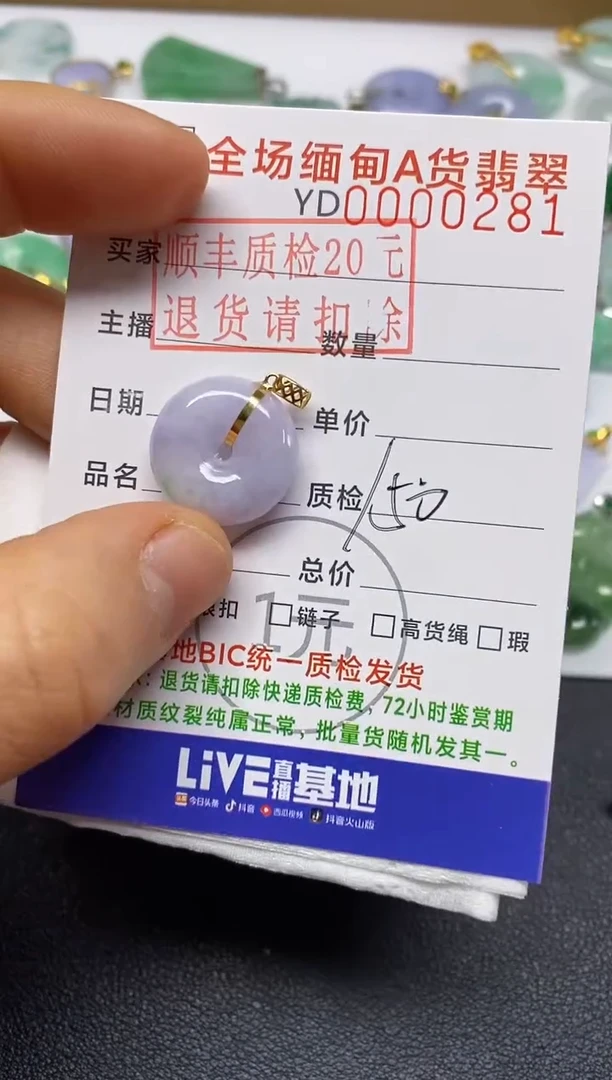 全场缅甸A货翡翠
YD0000281
买家
顺丰质检20元
退货请扣除
主播
数量
日期
单价
品名
质检
总价
1元
扣 □链子 □高货绳 □瑕
地BIC统一质检发货
：退货请扣除快递质检费，72小时鉴赏期
材质纹裂纯属正常，批量货随机发其一。
LiVE直播基地
今日头条 抖音 西瓜视频 抖音火山版